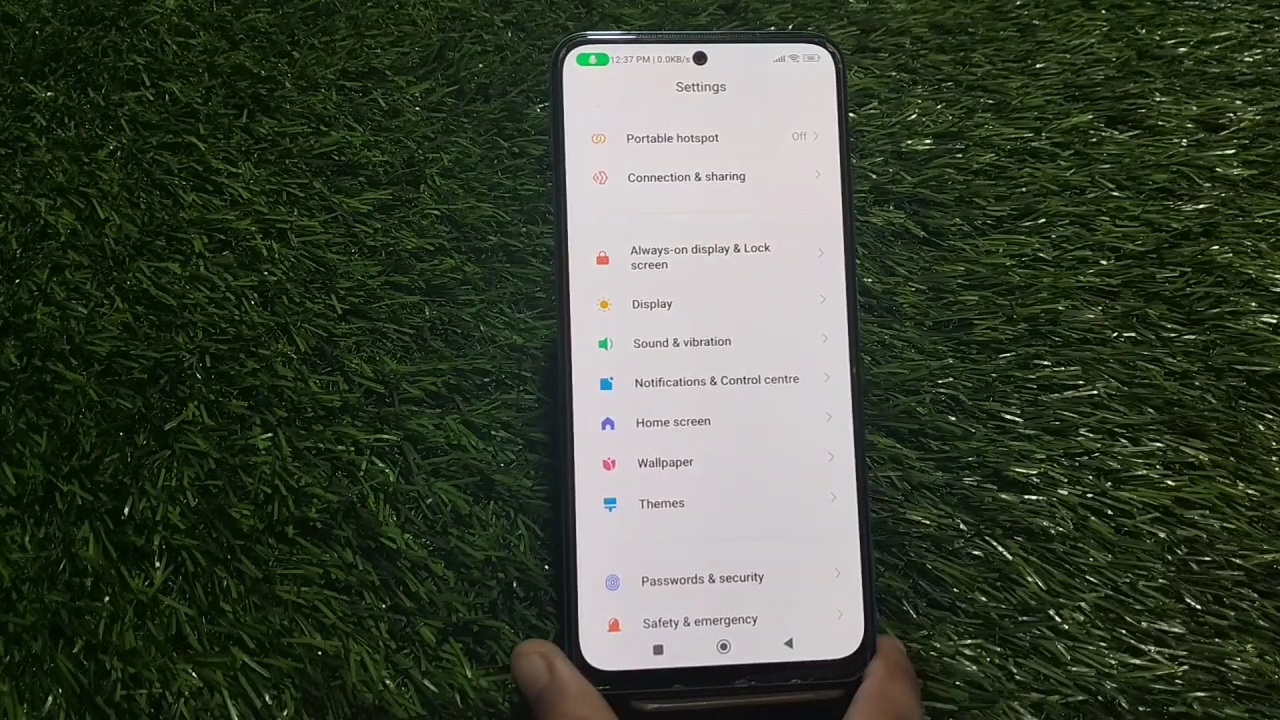 12:37 PM | 0.0KB/s
Settings
Portable hotspot Off
Connection & sharing
Always-on display & Lock
screen
Display
Sound & vibration
Notifications & Control centre
Home screen
Wallpaper
Themes
Passwords & security
Safety & emergency